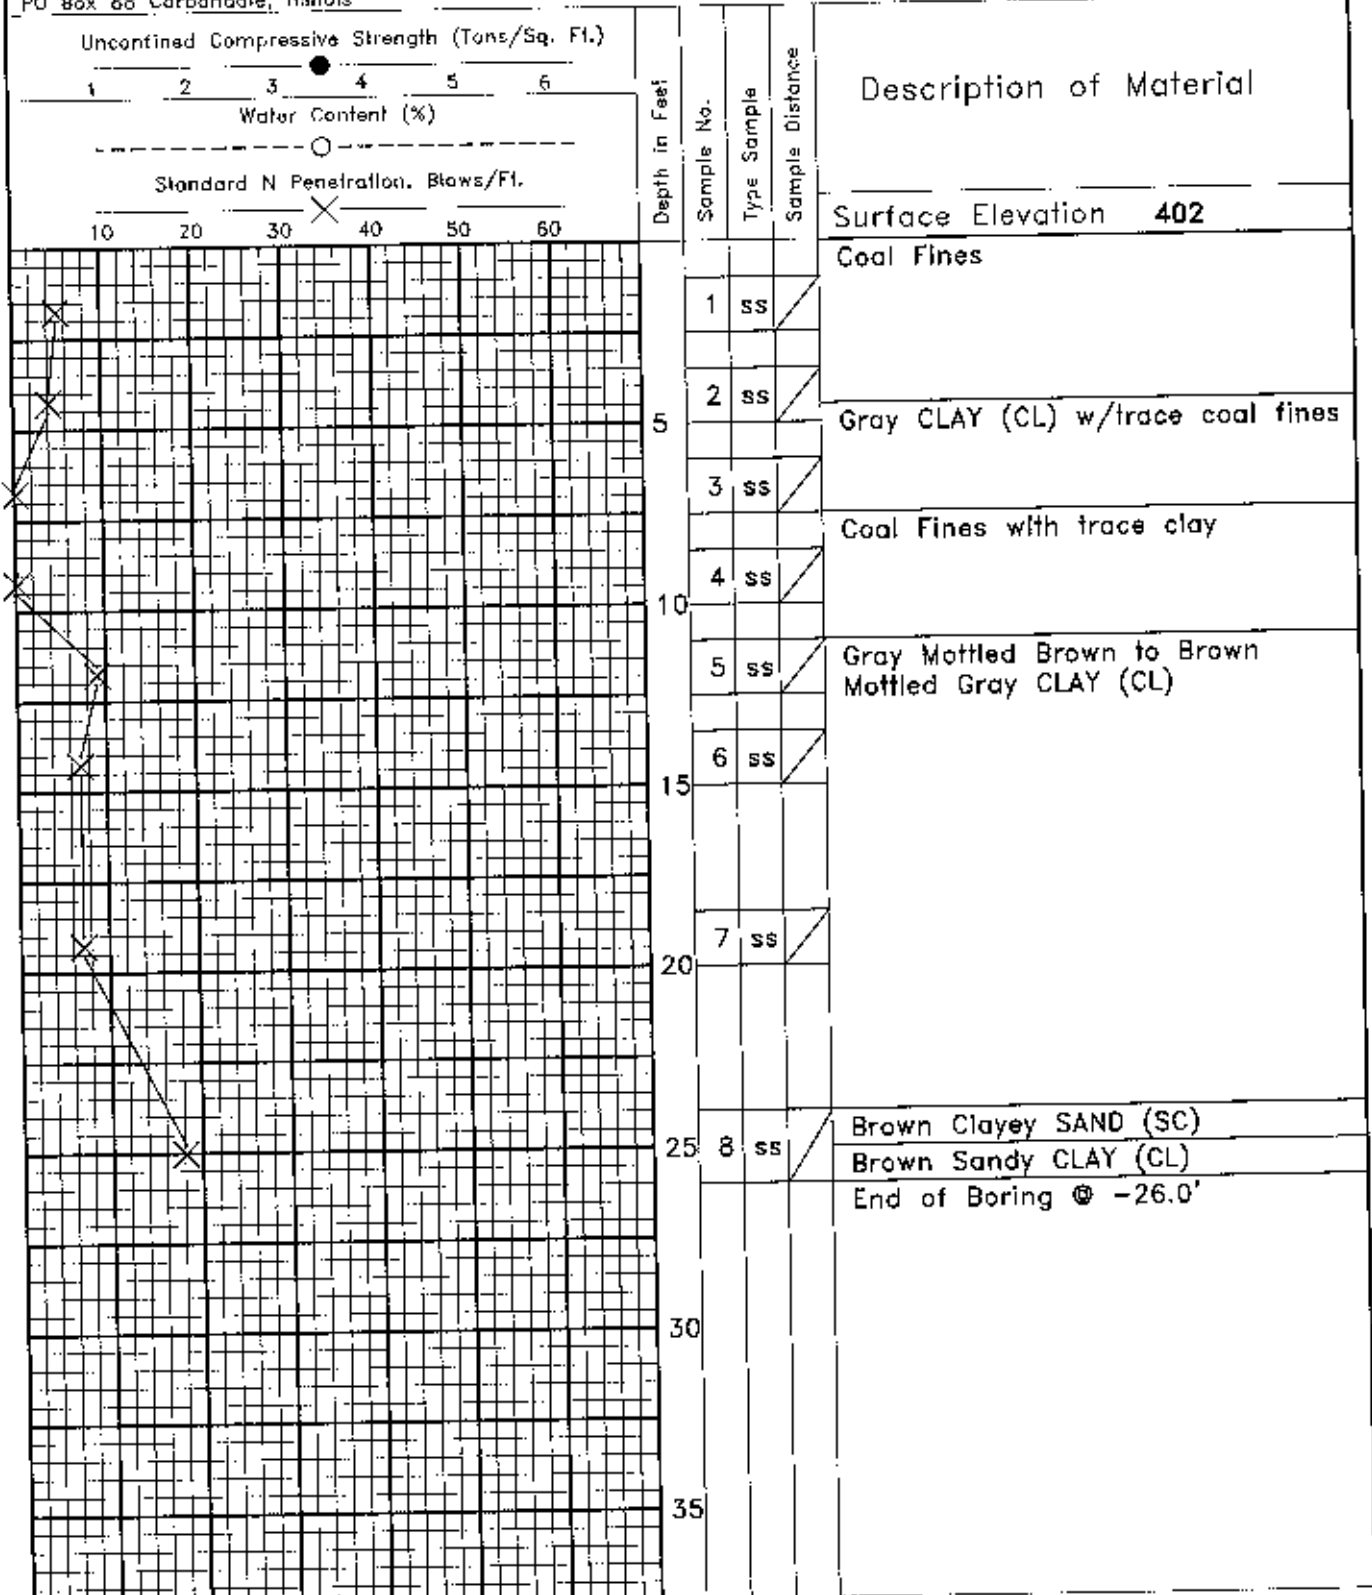 PO Box 68 Carbondale, Illinois
Unconfined Compressive Strength (Tons/Sq. Ft.)
1 2 3 4 5 6
Water Content (%)
Standard N Penetration. Blows/Ft.
10 20 30 40 50 60
Depth in Feet
Sample No.
Type Sample
Sample Distance
Description of Material
Surface Elevation 402
Coal Fines
1 ss
2 ss
Gray CLAY (CL) w/trace coal fines
5
3 ss
Coal Fines with trace clay
4 ss
10
5 ss
Gray Mottled Brown to Brown
Mottled Gray CLAY (CL)
6 ss
15
7 ss
20
Brown Clayey SAND (SC)
25 8 ss
Brown Sandy CLAY (CL)
End of Boring @ -26.0'
30
35